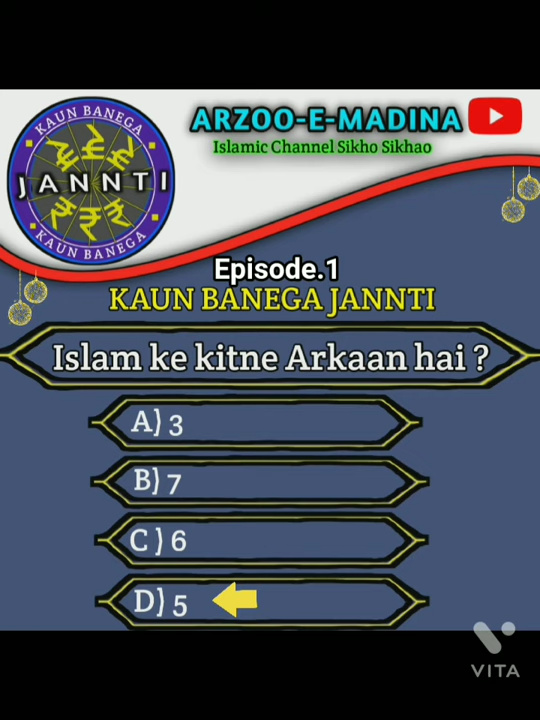 KAUN BANEGA
JANNTI
KAUN BANEGA
ARZOO-E-MADINA
Islamic Channel Sikho Sikhao
Episode.1
KAUN BANEGA JANNTI
Islam ke kitne Arkaan hai ?
A) 3
B) 7
C ) 6
D) 5
VITA